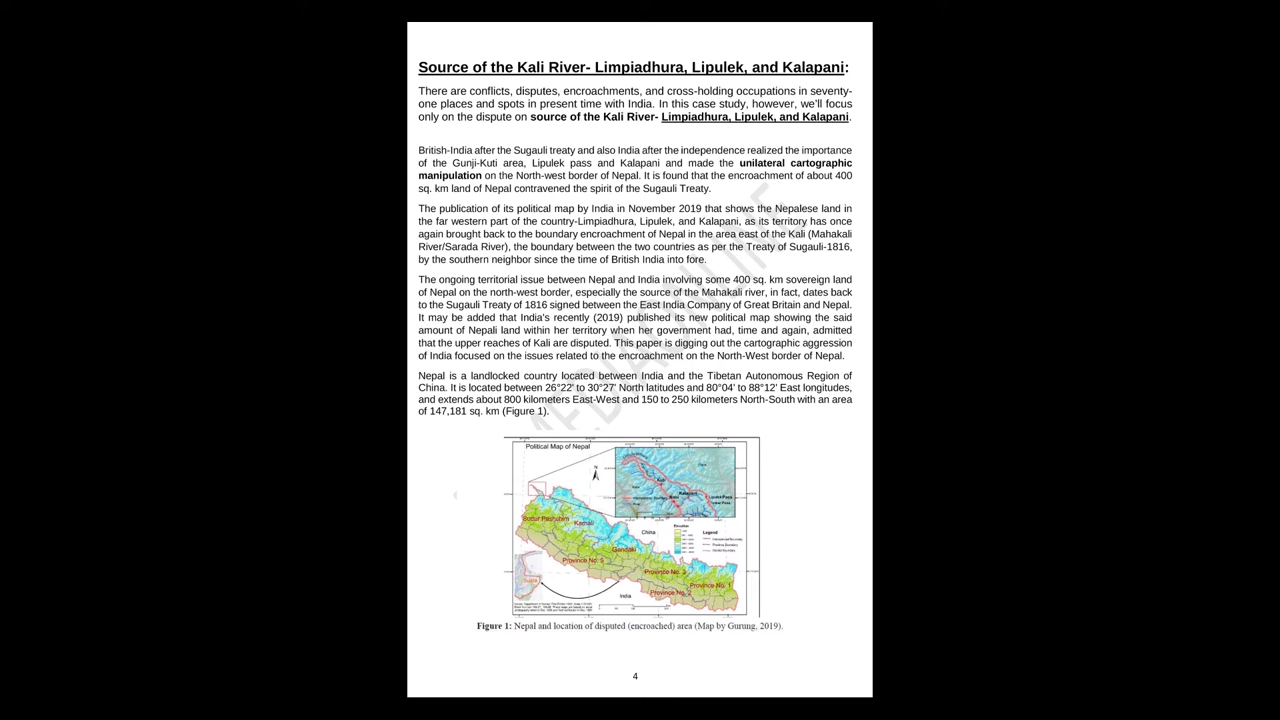 Source of the Kali River- Limpiadhura, Lipulek, and Kalapani:
There are conflicts, disputes, encroachments, and cross-holding occupations in seventy-
one places and spots in present time with India. In this case study, however, we'll focus
only on the dispute on source of the Kali River- Limpiadhura, Lipulek, and Kalapani.
British-India after the Sugauli treaty and also India after the independence realized the importance
of the Gunji-Kuti area, Lipulek pass and Kalapani and made the unilateral cartographic
manipulation on the North-west border of Nepal. It is found that the encroachment of about 400
sq. km land of Nepal contravened the spirit of the Sugauli Treaty.
The publication of its political map by India in November 2019 that shows the Nepalese land in
the far western part of the country-Limpiadhura, Lipulek, and Kalapani, as its territory has once
again brought back to the boundary encroachment of Nepal in the area east of the Kali (Mahakali
River/Sarada River), the boundary between the two countries as per the Treaty of Sugauli-1816,
by the southern neighbor since the time of British India into fore.
The ongoing territorial issue between Nepal and India involving some 400 sq. km sovereign land
of Nepal on the north-west border, especially the source of the Mahakali river, in fact, dates back
to the Sugauli Treaty of 1816 signed between the East India Company of Great Britain and Nepal.
It may be added that India's recently (2019) published its new political map showing the said
amount of Nepali land within her territory when her government had, time and again, admitted
that the upper reaches of Kali are disputed. This paper is digging out the cartographic aggression
of India focused on the issues related to the encroachment on the North-West border of Nepal.
Nepal is a landlocked country located between India and the Tibetan Autonomous Region of
China. It is located between 26°22' to 30°27' North latitudes and 80°04' to 88°12' East longitudes,
and extends about 800 kilometers East-West and 150 to 250 kilometers North-South with an area
of 147,181 sq. km (Figure 1).
Political Map of Nepal
N
Kalapani
Lipulek Pass
Sudur Pashchim
Karnali
China
Elevation
Legend
Gandaki
Province No. 5
Province No. 3
Province No. 1
Province No. 2
India
Figure 1: Nepal and location of disputed (encroached) area (Map by Gurung, 2019).
4